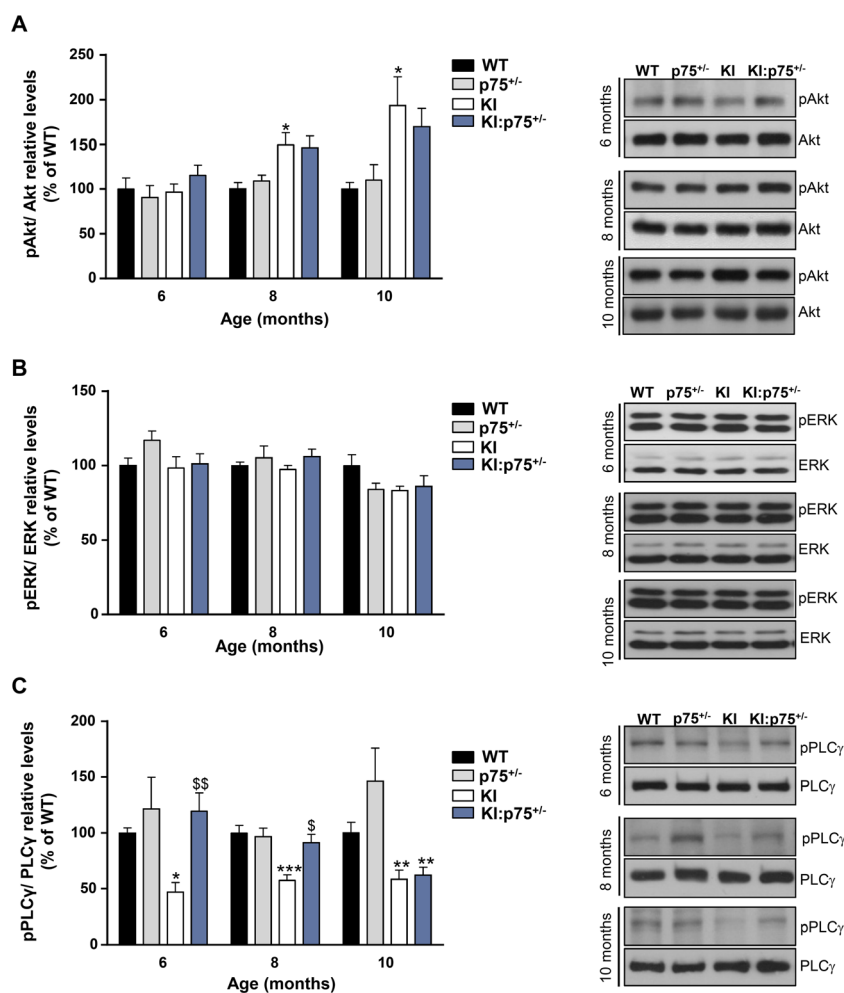 A
pAkt/ Akt relative levels
(% of WT)
250
200
150
100
50
0
*
*
6
8
10
Age (months)
WT
p75+/-
KI
KI:p75+/-
WT p75+/- KI KI:p75+/-
6 months
pAkt
Akt
8 months
pAkt
Akt
10 months
pAkt
Akt
B
pERK/ ERK relative levels
(% of WT)
150
100
50
0
6
8
10
Age (months)
WT
p75+/-
KI
KI:p75+/-
WT p75+/- KI KI:p75+/-
6 months
pERK
ERK
8 months
pERK
ERK
10 months
pERK
ERK
C
pPLCγ/ PLCγ relative levels
(% of WT)
200
150
100
50
0
*
$$
***
$
**
**
6
8
10
Age (months)
WT
p75+/-
KI
KI:p75+/-
WT p75+/- KI KI:p75+/-
6 months
pPLCγ
PLCγ
8 months
pPLCγ
PLCγ
10 months
pPLCγ
PLCγ